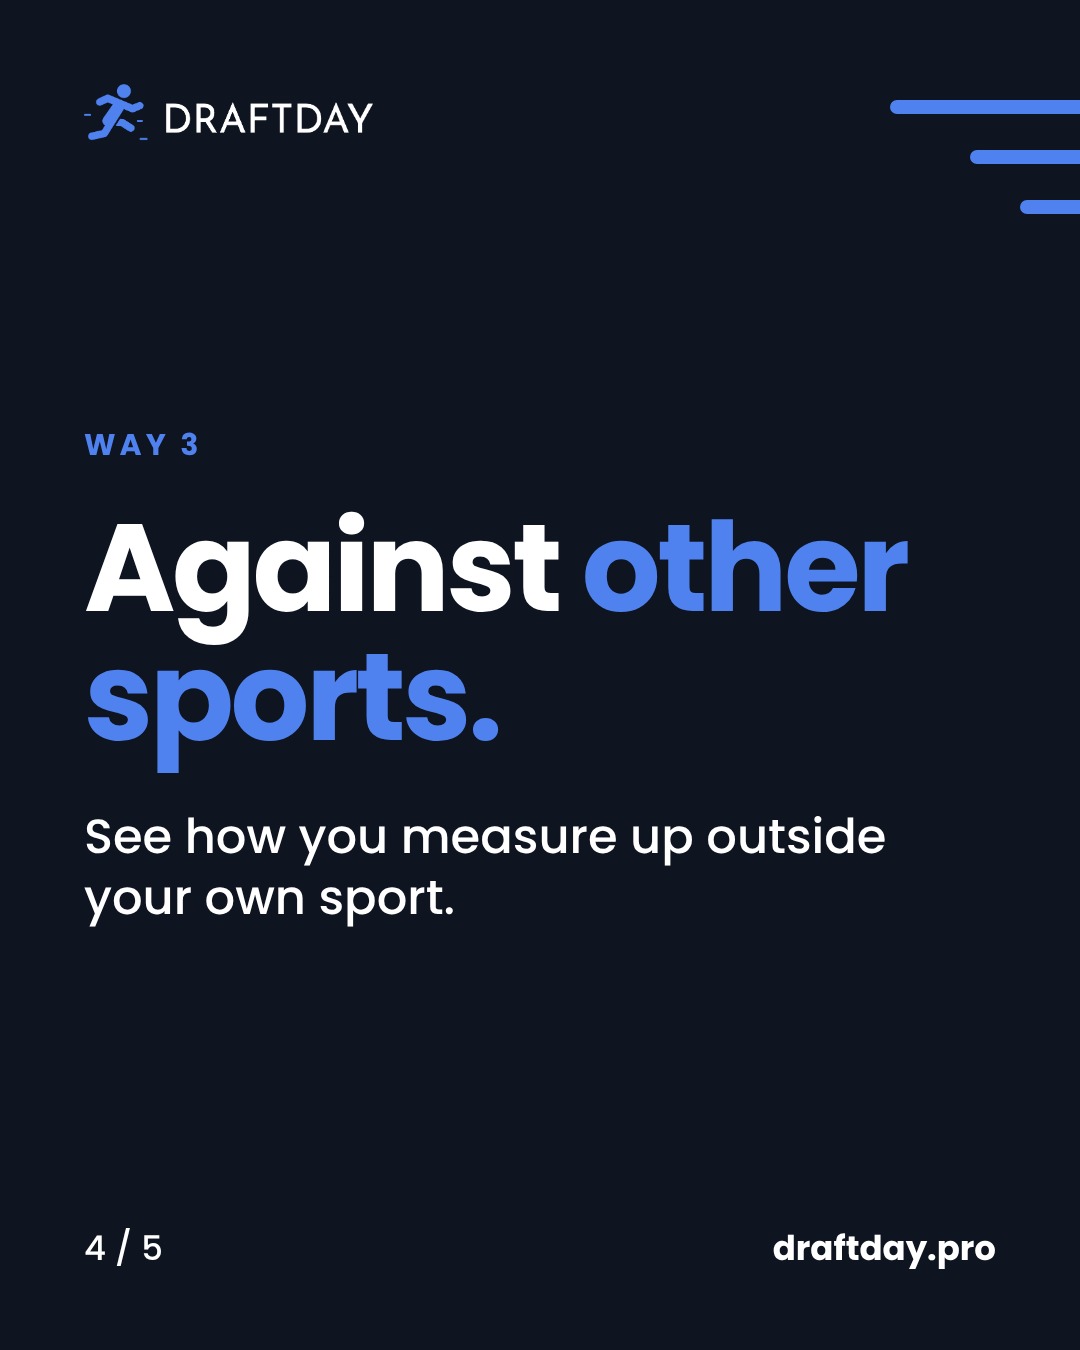 DRAFTDAY
WAY 3
Against other
sports.
See how you measure up outside
your own sport.
4 / 5
draftday.pro